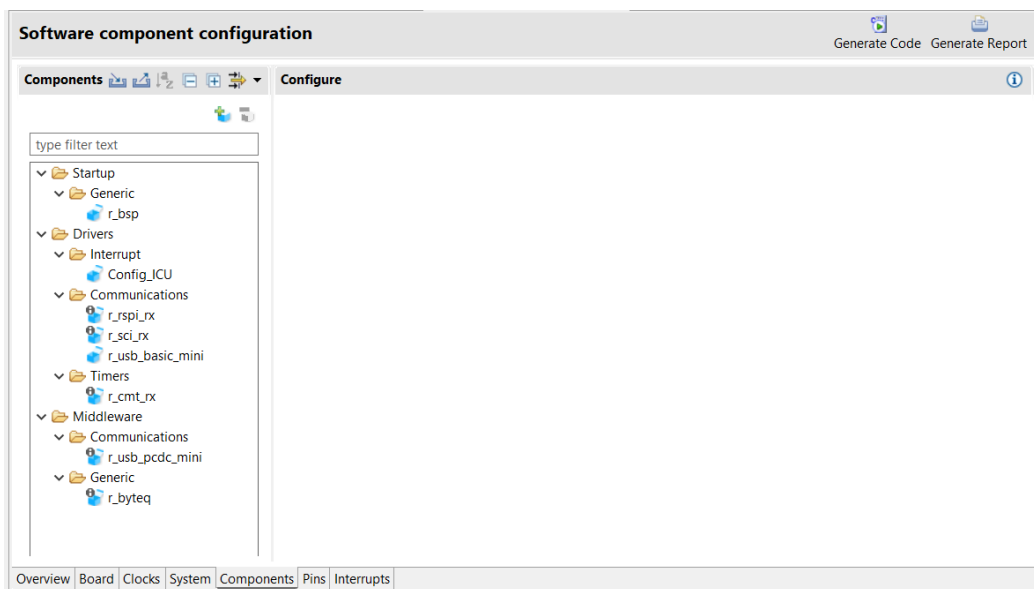 Software component configuration
Generate Code Generate Report
Components Configure
type filter text
Startup
Generic
r_bsp
Drivers
Interrupt
Config_ICU
Communications
r_rspi_rx
r_sci_rx
r_usb_basic_mini
Timers
r_cmt_rx
Middleware
Communications
r_usb_pcdc_mini
Generic
r_byteq
Overview Board Clocks System Components Pins Interrupts